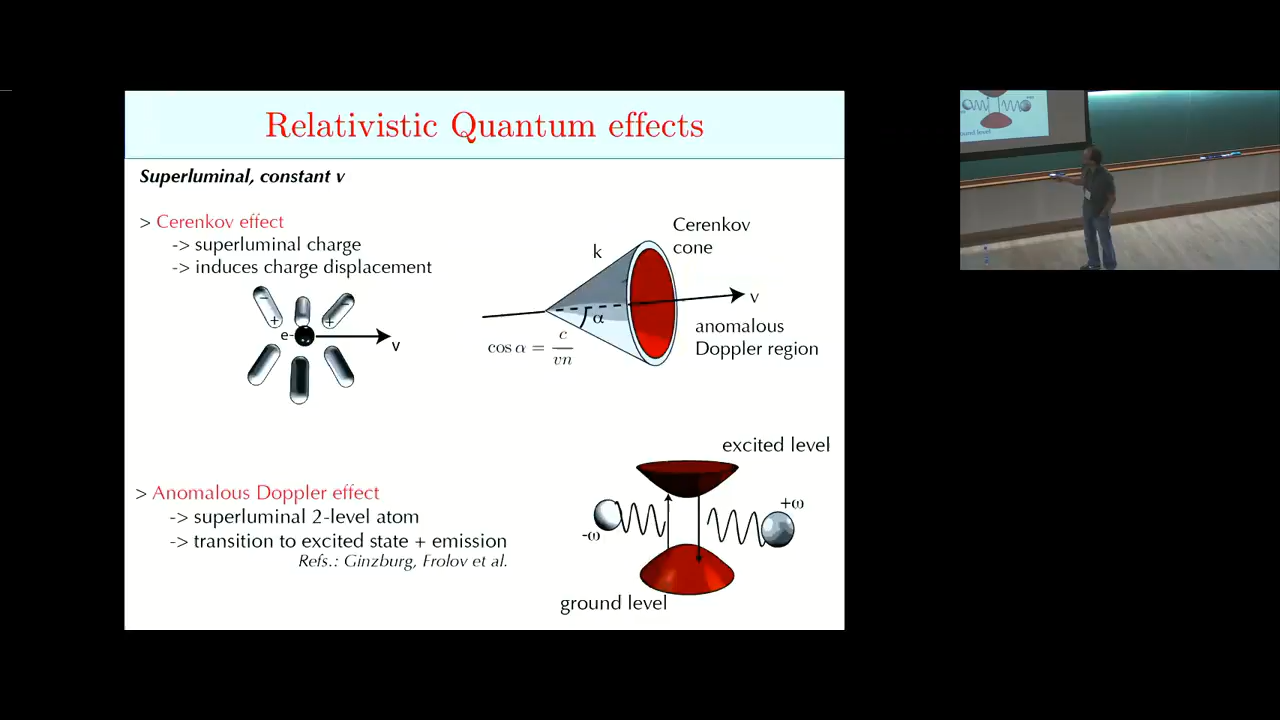 Relativistic Quantum effects
Superluminal, constant v
> Cerenkov effect
-> superluminal charge
-> induces charge displacement
− −
+ +
e-
v
Cerenkov
cone
k
v
α
cos α = c/vn
anomalous
Doppler region
> Anomalous Doppler effect
-> superluminal 2-level atom
-> transition to excited state + emission
Refs.: Ginzburg, Frolov et al.
excited level
+ω
-ω
ground level